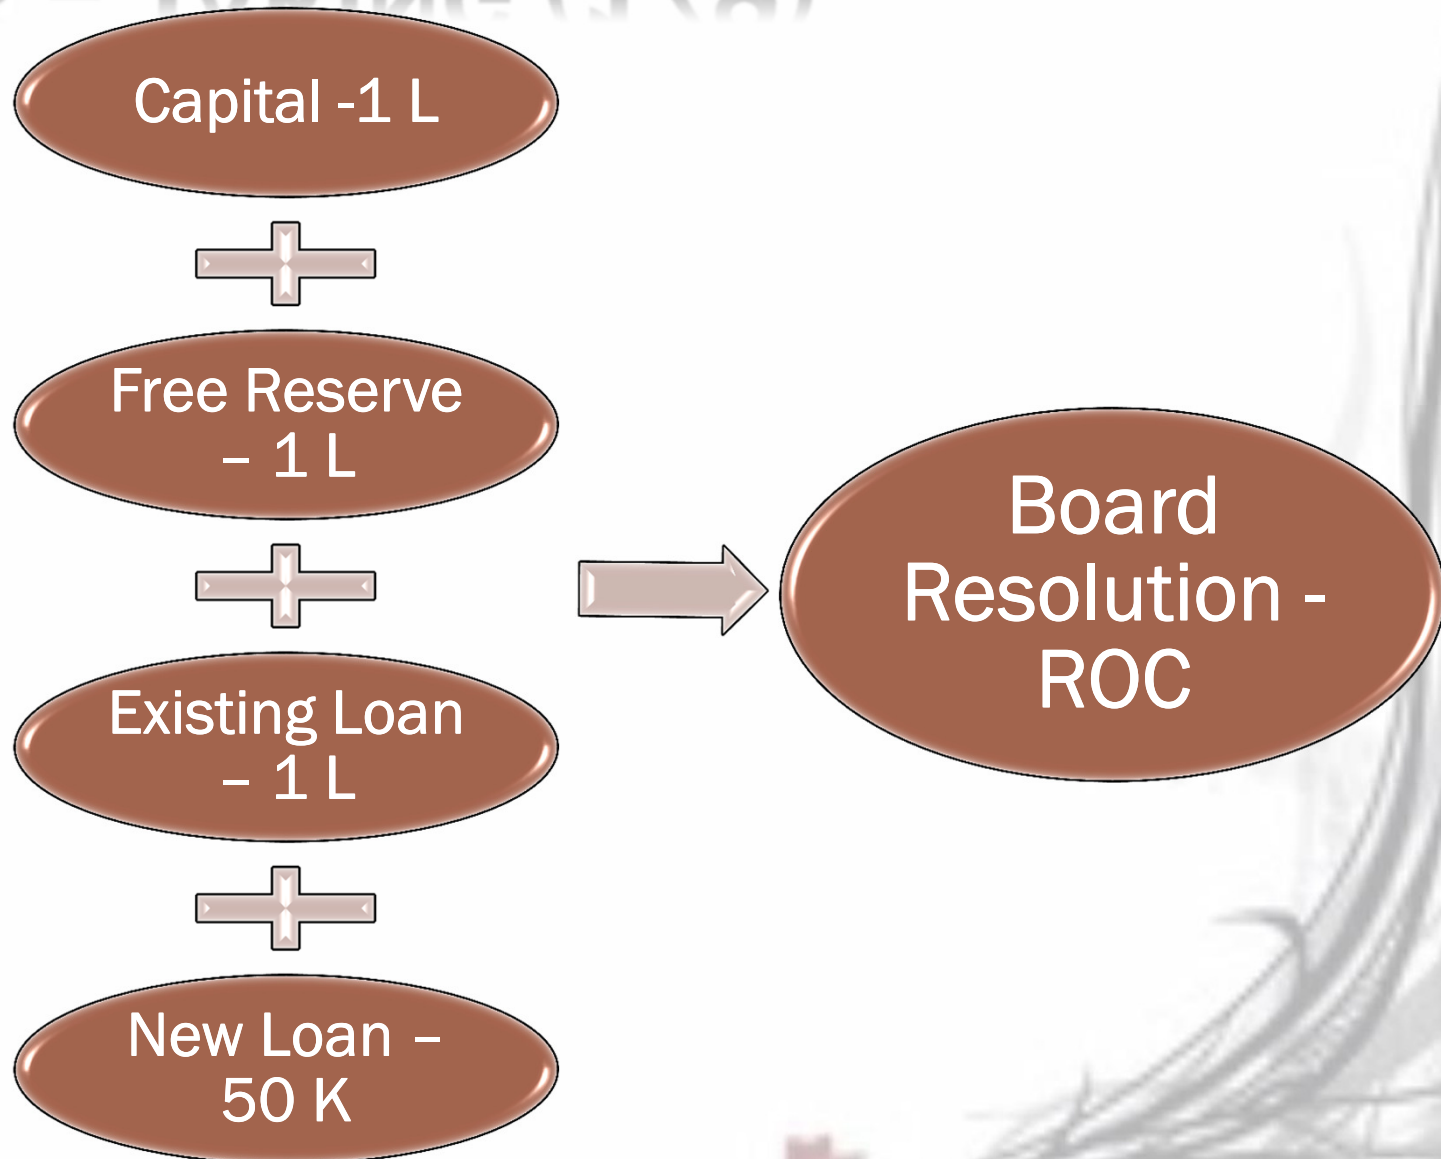 Capital -1 L
Free Reserve
– 1 L
Existing Loan
– 1 L
New Loan –
50 K
Board
Resolution -
ROC